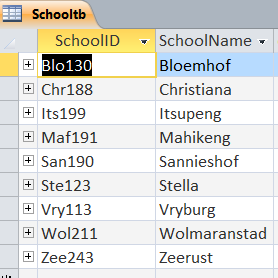 Schooltb
SchoolID SchoolName
Blo130 Bloemhof
Chr188 Christiana
Its199 Itsupeng
Maf191 Mahikeng
San190 Sannieshof
Ste123 Stella
Vry113 Vryburg
Wol211 Wolmaranstad
Zee243 Zeerust